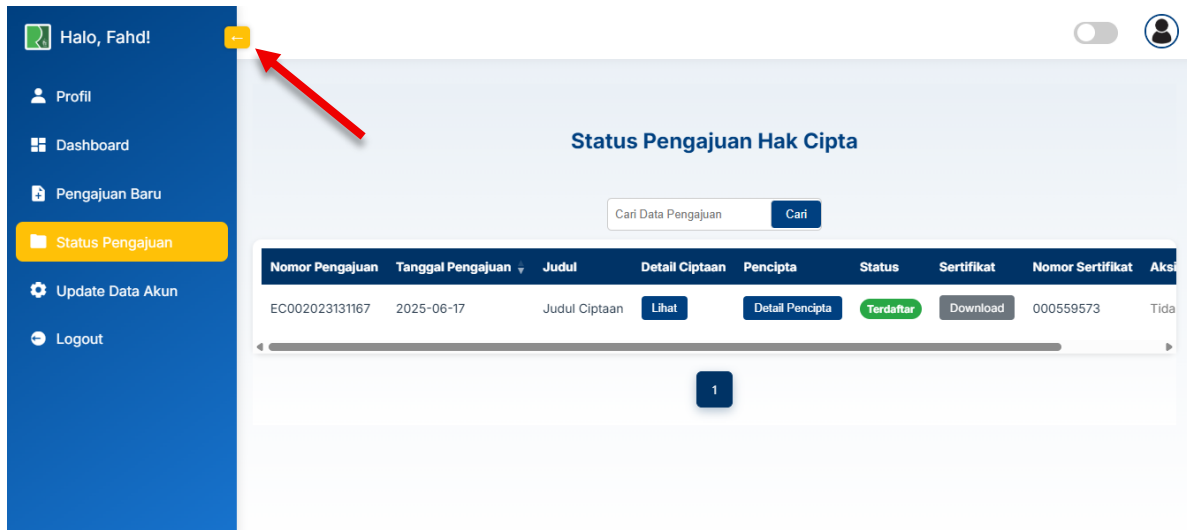 Halo, Fahd!
←
Profil
Dashboard
Pengajuan Baru
Status Pengajuan
Update Data Akun
Logout
Status Pengajuan Hak Cipta
Cari Data Pengajuan Cari
Nomor Pengajuan Tanggal Pengajuan Judul Detail Ciptaan Pencipta Status Sertifikat Nomor Sertifikat Aksi
EC002023131167 2025-06-17 Judul Ciptaan Lihat Detail Pencipta Terdaftar Download 000559573 Tida
1